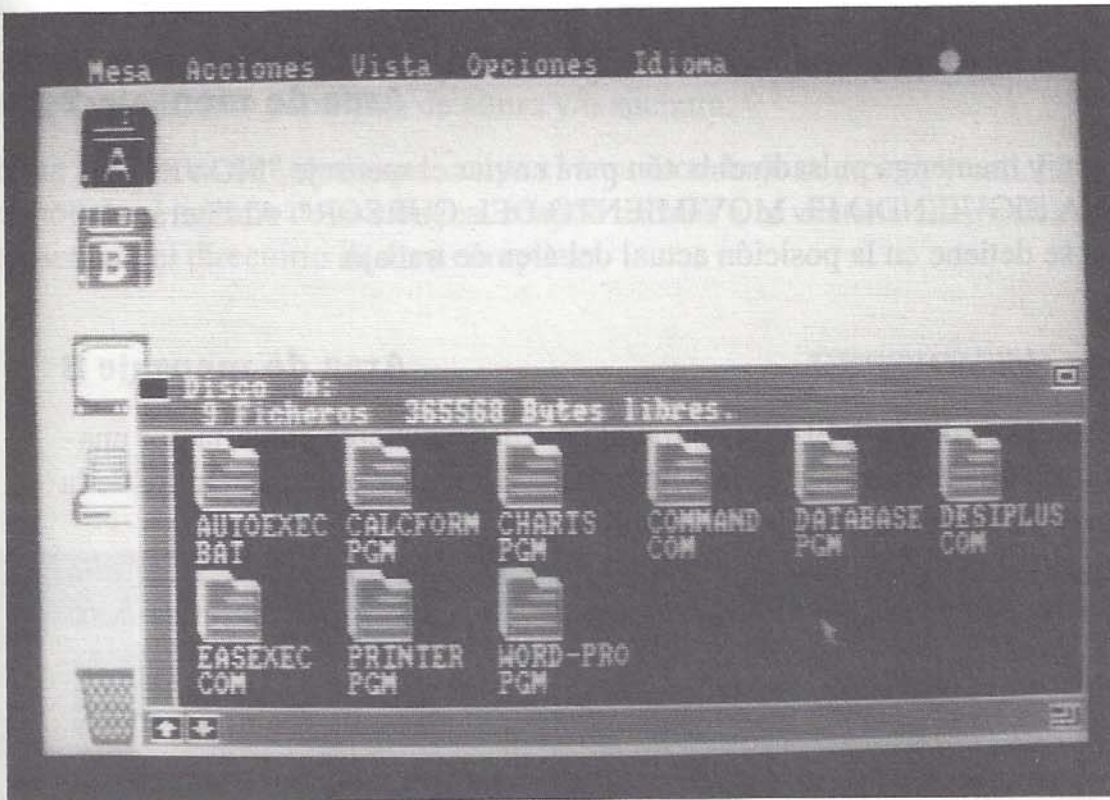 Mesa Acciones Vista Opciones Idioma
A
B
Disco A:
9 Ficheros 365568 Bytes libres.
AUTOEXEC CALCFORM CHARTS COMMAND DATABASE DESIPLUS
BAT PGM PGM COM PGM COM
EASEXEC PRINTER WORD-PRO
COM PGM PGM